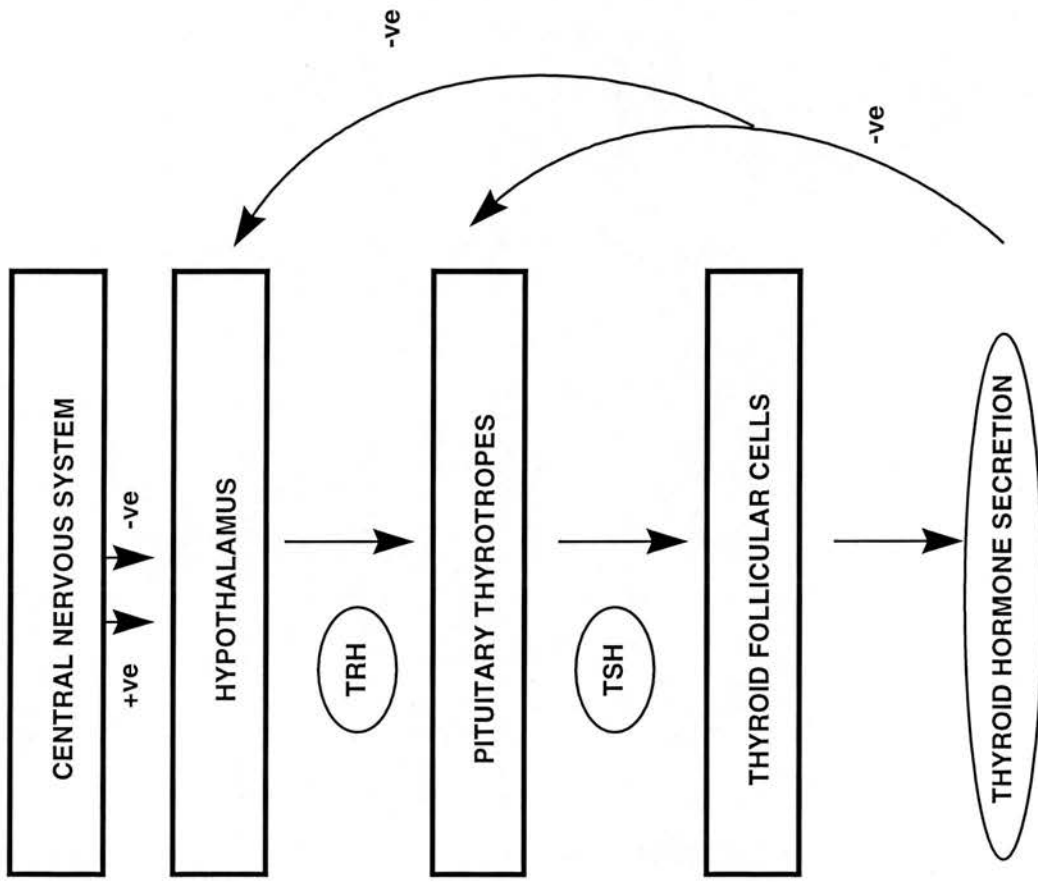 CENTRAL NERVOUS SYSTEM
+ve -ve
HYPOTHALAMUS
-ve
TRH
PITUITARY THYROTROPES
TSH
-ve
THYROID FOLLICULAR CELLS
THYROID HORMONE SECRETION